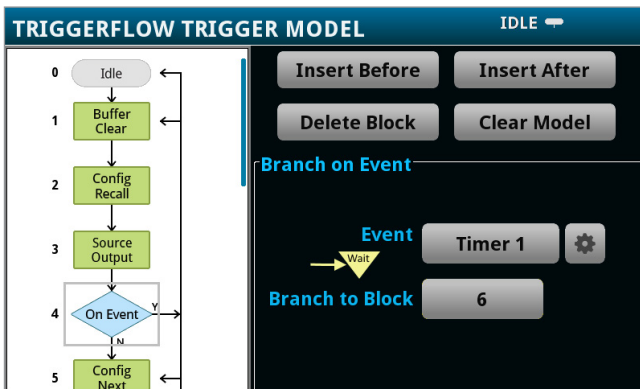 TRIGGERFLOW TRIGGER MODEL
IDLE
0
Idle
1
Buffer
Clear
2
Config
Recall
3
Source
Output
4
On Event
Y
N
5
Config
Next
Insert Before
Insert After
Delete Block
Clear Model
Branch on Event
Event
Timer 1
Wait
Branch to Block
6